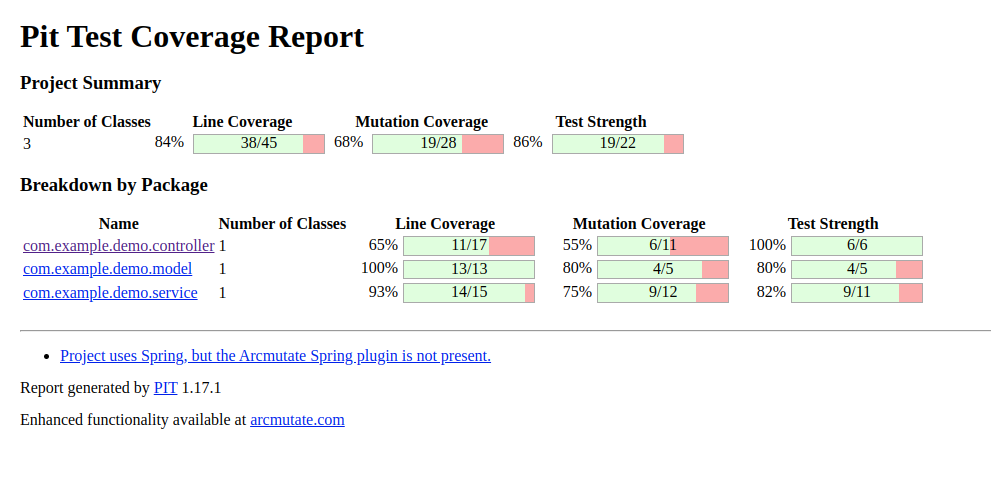 Pit Test Coverage Report
Project Summary
Number of Classes Line Coverage Mutation Coverage Test Strength
3 84% 38/45 68% 19/28 86% 19/22
Breakdown by Package
Name Number of Classes Line Coverage Mutation Coverage Test Strength
com.example.demo.controller 1 65% 11/17 55% 6/11 100% 6/6
com.example.demo.model 1 100% 13/13 80% 4/5 80% 4/5
com.example.demo.service 1 93% 14/15 75% 9/12 82% 9/11
• Project uses Spring, but the Arcmutate Spring plugin is not present.
Report generated by PIT 1.17.1
Enhanced functionality available at arcmutate.com